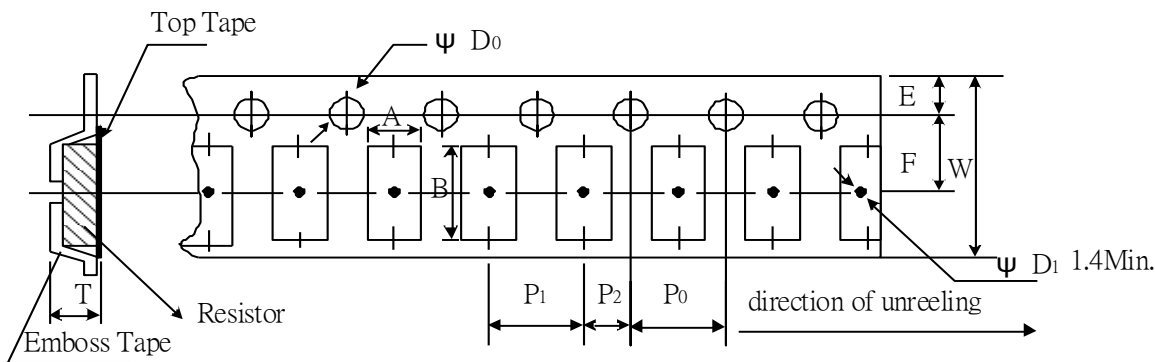 Top Tape
Ψ D0
E
A
F
W
B
Ψ D1 1.4Min.
T
P1
P2
P0
direction of unreeling
Resistor
Emboss Tape